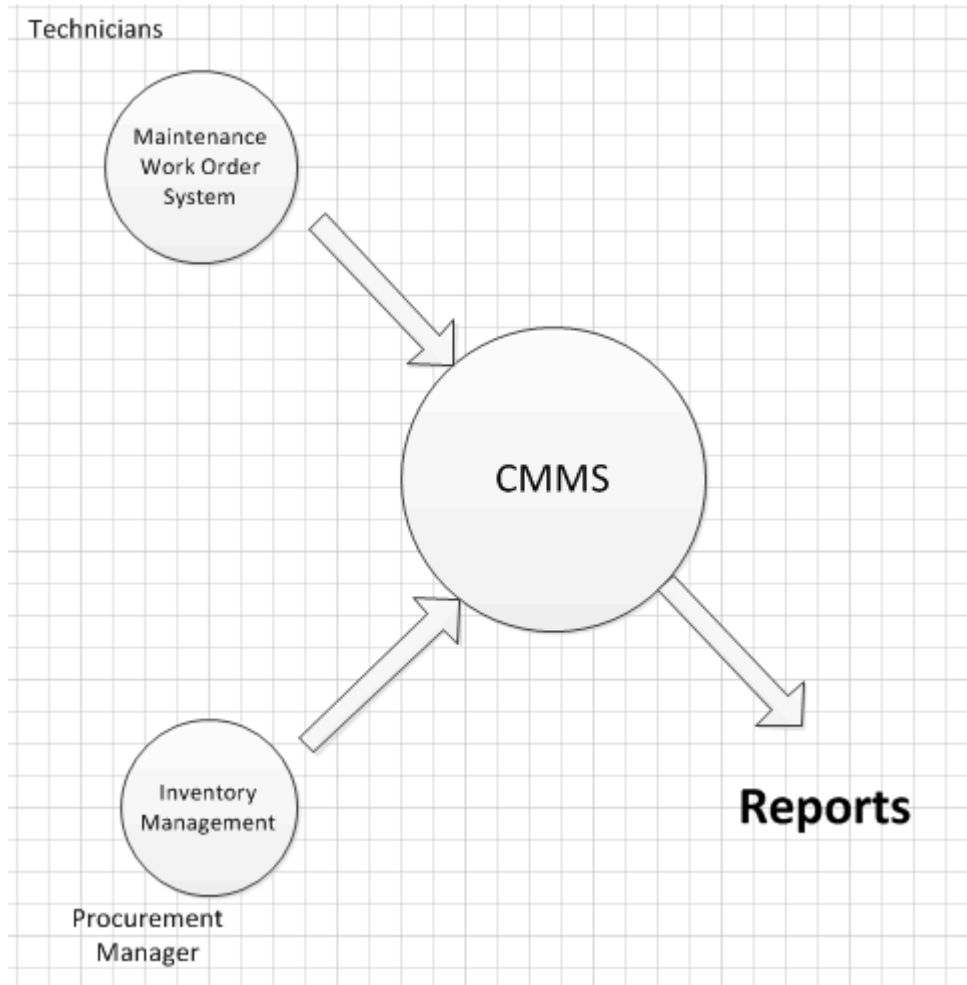 Technicians
Maintenance
Work Order
System
CMMS
Inventory
Management
Reports
Procurement
Manager